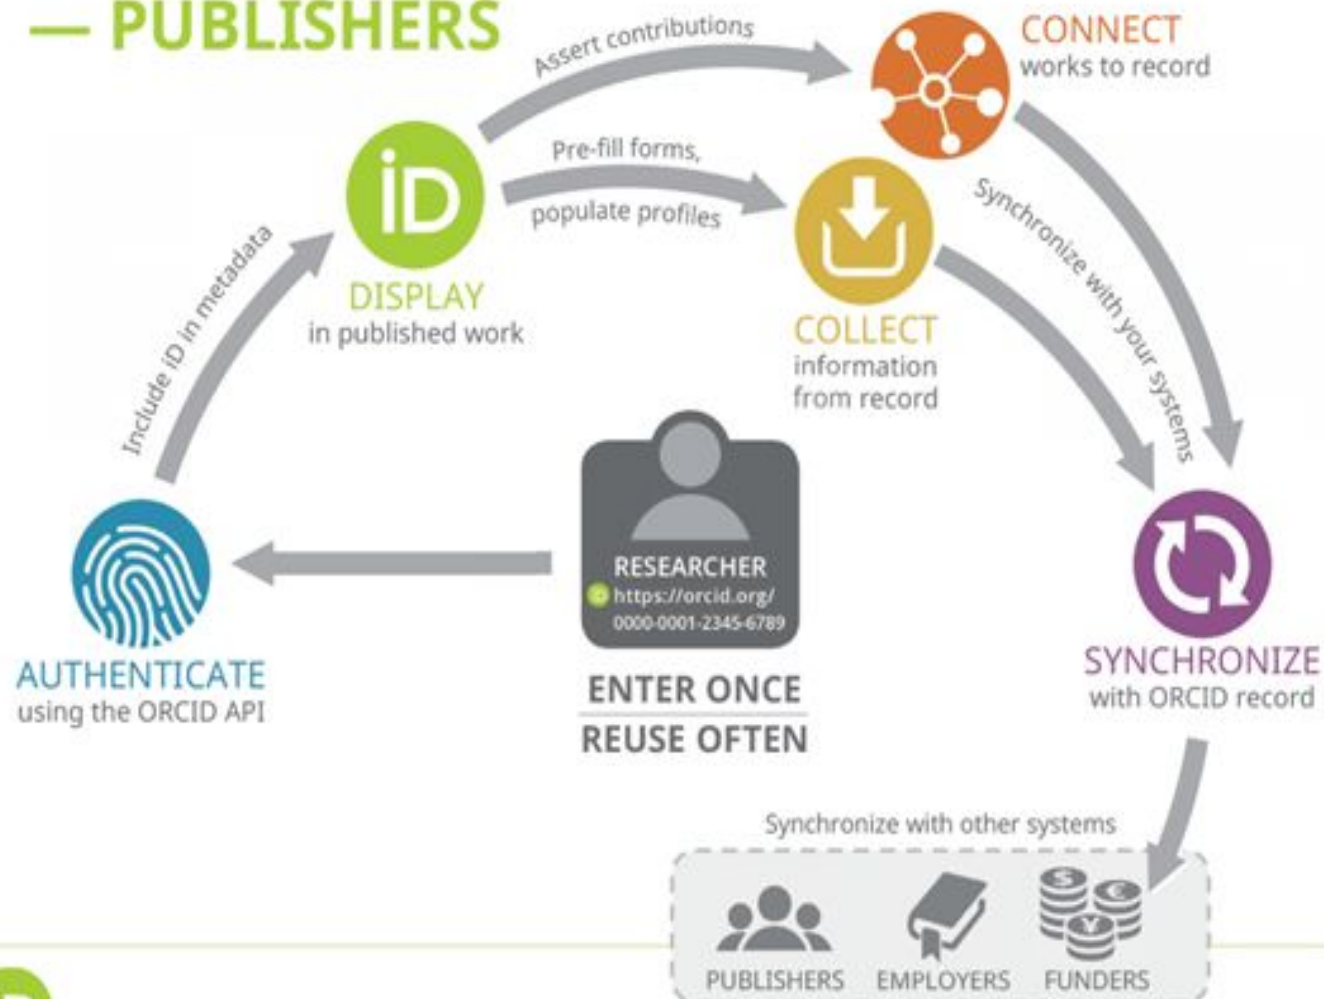 — PUBLISHERS
Assert contributions
CONNECT
works to record
Pre-fill forms,
populate profiles
iD
Include iD in metadata
DISPLAY
in published work
COLLECT
information
from record
Synchronize with your systems
RESEARCHER
https://orcid.org/
0000-0001-2345-6789
AUTHENTICATE
using the ORCID API
ENTER ONCE
REUSE OFTEN
SYNCHRONIZE
with ORCID record
Synchronize with other systems
$ €
¥
PUBLISHERS EMPLOYERS FUNDERS